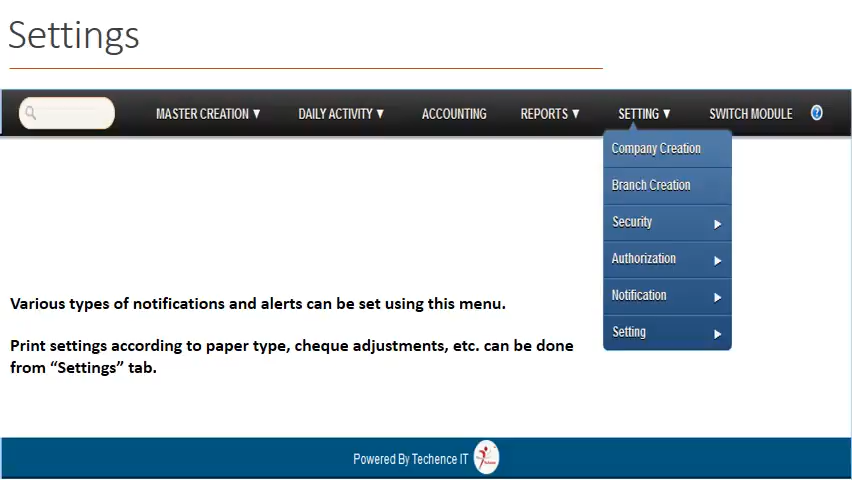 Settings
MASTER CREATION ▼ DAILY ACTIVITY ▼ ACCOUNTING REPORTS ▼ SETTING ▼ SWITCH MODULE ?
Company Creation
Branch Creation
Security ▶
Authorization ▶
Notification ▶
Setting ▶
Various types of notifications and alerts can be set using this menu.
Print settings according to paper type, cheque adjustments, etc. can be done
from “Settings” tab.
Powered By Techence IT